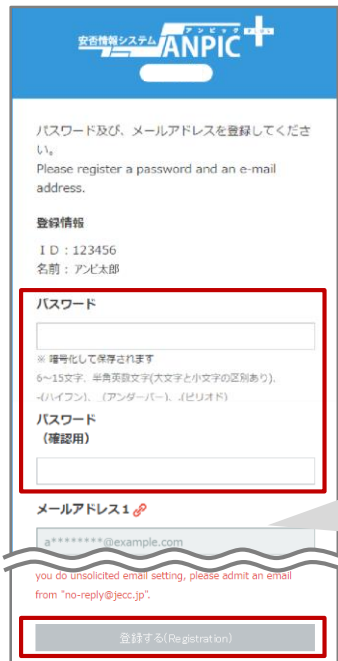 安否情報システム ANPIC アンピック プラス
パスワード及び、メールアドレスを登録してくださ
い。
Please register a password and an e-mail
address.
登録情報
ＩＤ：123456
名前：アンピ太郎
パスワード
※ 暗号化して保存されます
6～15文字、半角英数文字(大文字と小文字の区別あり)、
-(ハイフン)、_(アンダーバー)、.(ピリオド)
パスワード
（確認用）
メールアドレス１
a********@example.com
you do unsolicited email setting, please admit an email
from "no-reply@jecc.jp".
登録する(Registration)